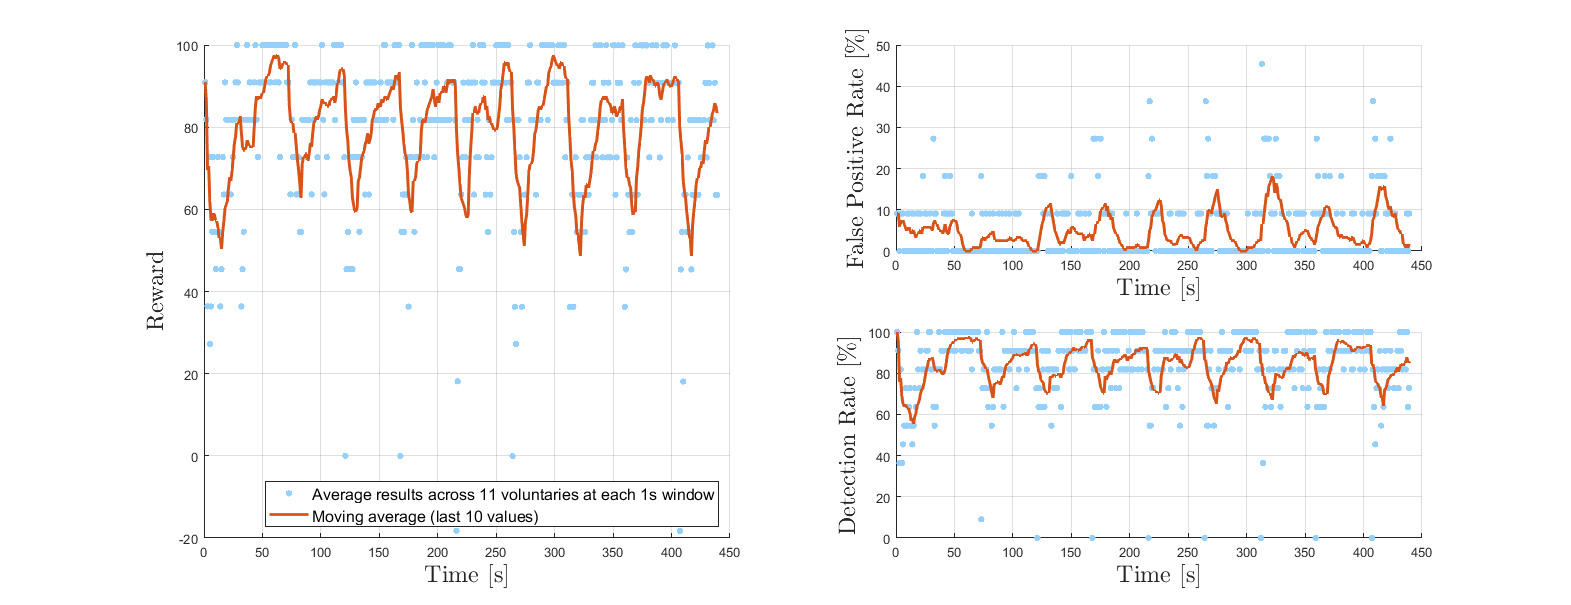 100
80
60
40
20
0
-20
Reward
0 50 100 150 200 250 300 350 400 450
Time [s]
Average results across 11 voluntaries at each 1s window
Moving average (last 10 values)
50
40
30
20
10
0
False Positive Rate [%]
0 50 100 150 200 250 300 350 400 450
Time [s]
100
80
60
40
20
0
Detection Rate [%]
0 50 100 150 200 250 300 350 400 450
Time [s]